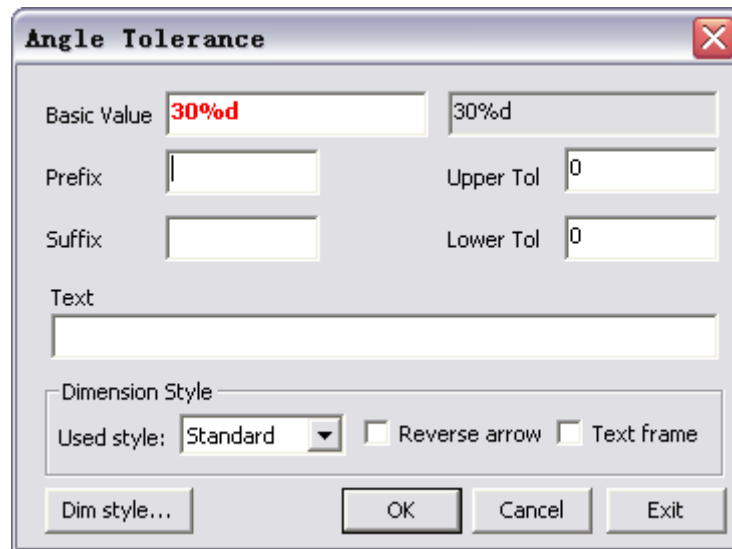 Angle Tolerance
Basic Value 30%d 30%d
Prefix Upper Tol 0
Suffix Lower Tol 0
Text
Dimension Style
Used style: Standard Reverse arrow Text frame
Dim style... OK Cancel Exit